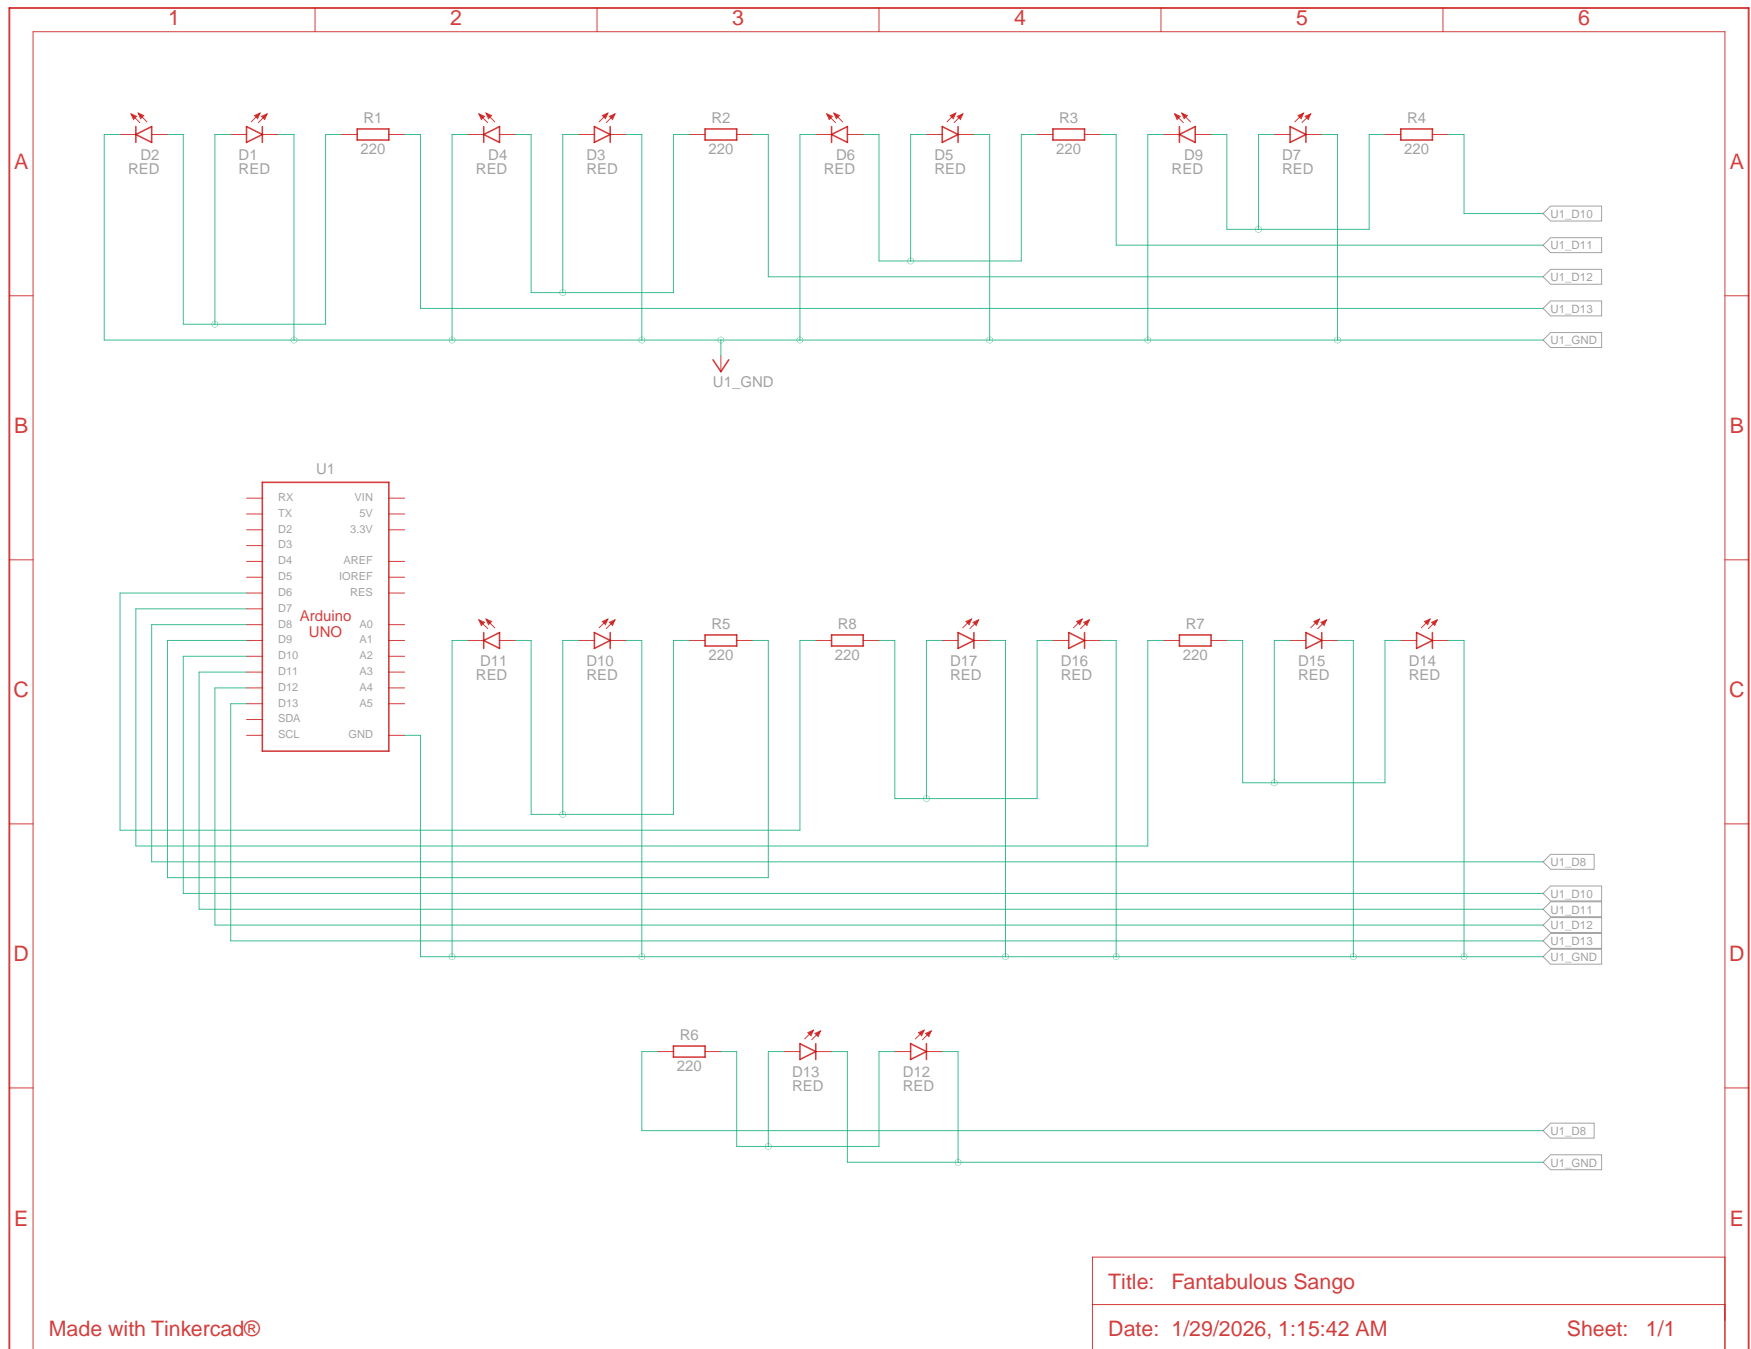 1 2 3 4 5 6
A A
R1 R2 R3 R4
220 220 220 220
D2 D1 D4 D3 D6 D5 D9 D7
RED RED RED RED RED RED RED RED
U1_D10
U1_D11
U1_D12
U1_D13
U1_GND
U1_GND
B B
U1
RX VIN
TX 5V
D2 3.3V
D3
D4 AREF
D5 IOREF
D6 RES
D7
Arduino
UNO
D8 A0
D9 A1
D10 A2
D11 A3
D12 A4
D13 A5
SDA
SCL GND
R5 R8 R7
220 220 220
D11 D10 D17 D16 D15 D14
RED RED RED RED RED RED
C C
U1_D8
U1_D10
U1_D11
U1_D12
U1_D13
U1_GND
D D
R6
220
D13 D12
RED RED
U1_D8
U1_GND
E E
Title: Fantabulous Sango
Made with Tinkercad®
Date: 1/29/2026, 1:15:42 AM Sheet: 1/1